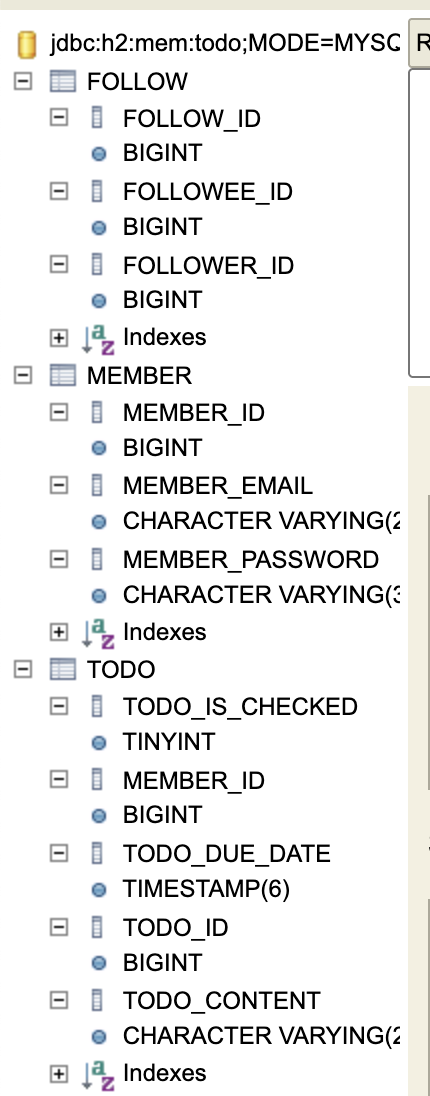 jdbc:h2:mem:todo;MODE=MYSQ
FOLLOW
FOLLOW_ID
BIGINT
FOLLOWEE_ID
BIGINT
FOLLOWER_ID
BIGINT
Indexes
MEMBER
MEMBER_ID
BIGINT
MEMBER_EMAIL
CHARACTER VARYING(2
MEMBER_PASSWORD
CHARACTER VARYING(3
Indexes
TODO
TODO_IS_CHECKED
TINYINT
MEMBER_ID
BIGINT
TODO_DUE_DATE
TIMESTAMP(6)
TODO_ID
BIGINT
TODO_CONTENT
CHARACTER VARYING(2
Indexes